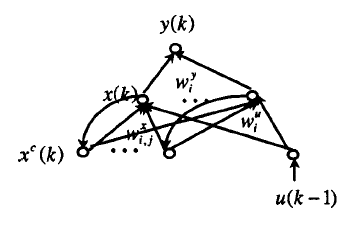 y(k)
x(k) w_i^y ...
x^c(k) ... w_{i,j}^x w_i^u
u(k-1)